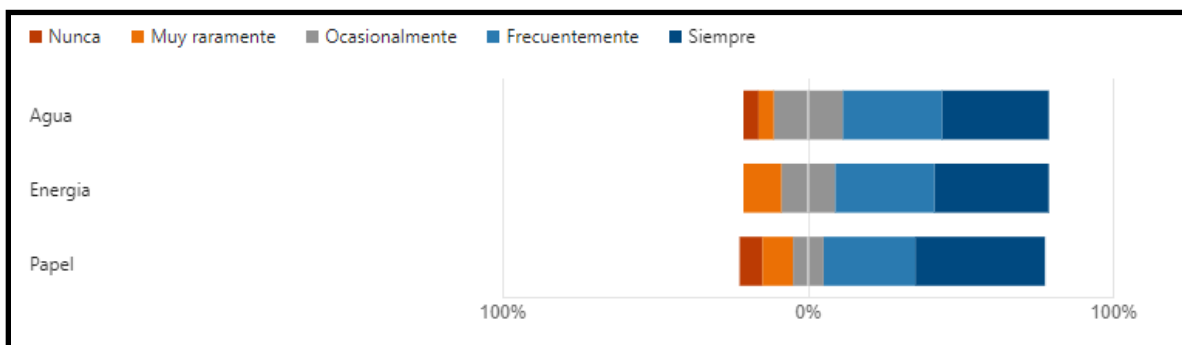 Nunca Muy raramente Ocasionalmente Frecuentemente Siempre
Agua
Energia
Papel
100% 0% 100%